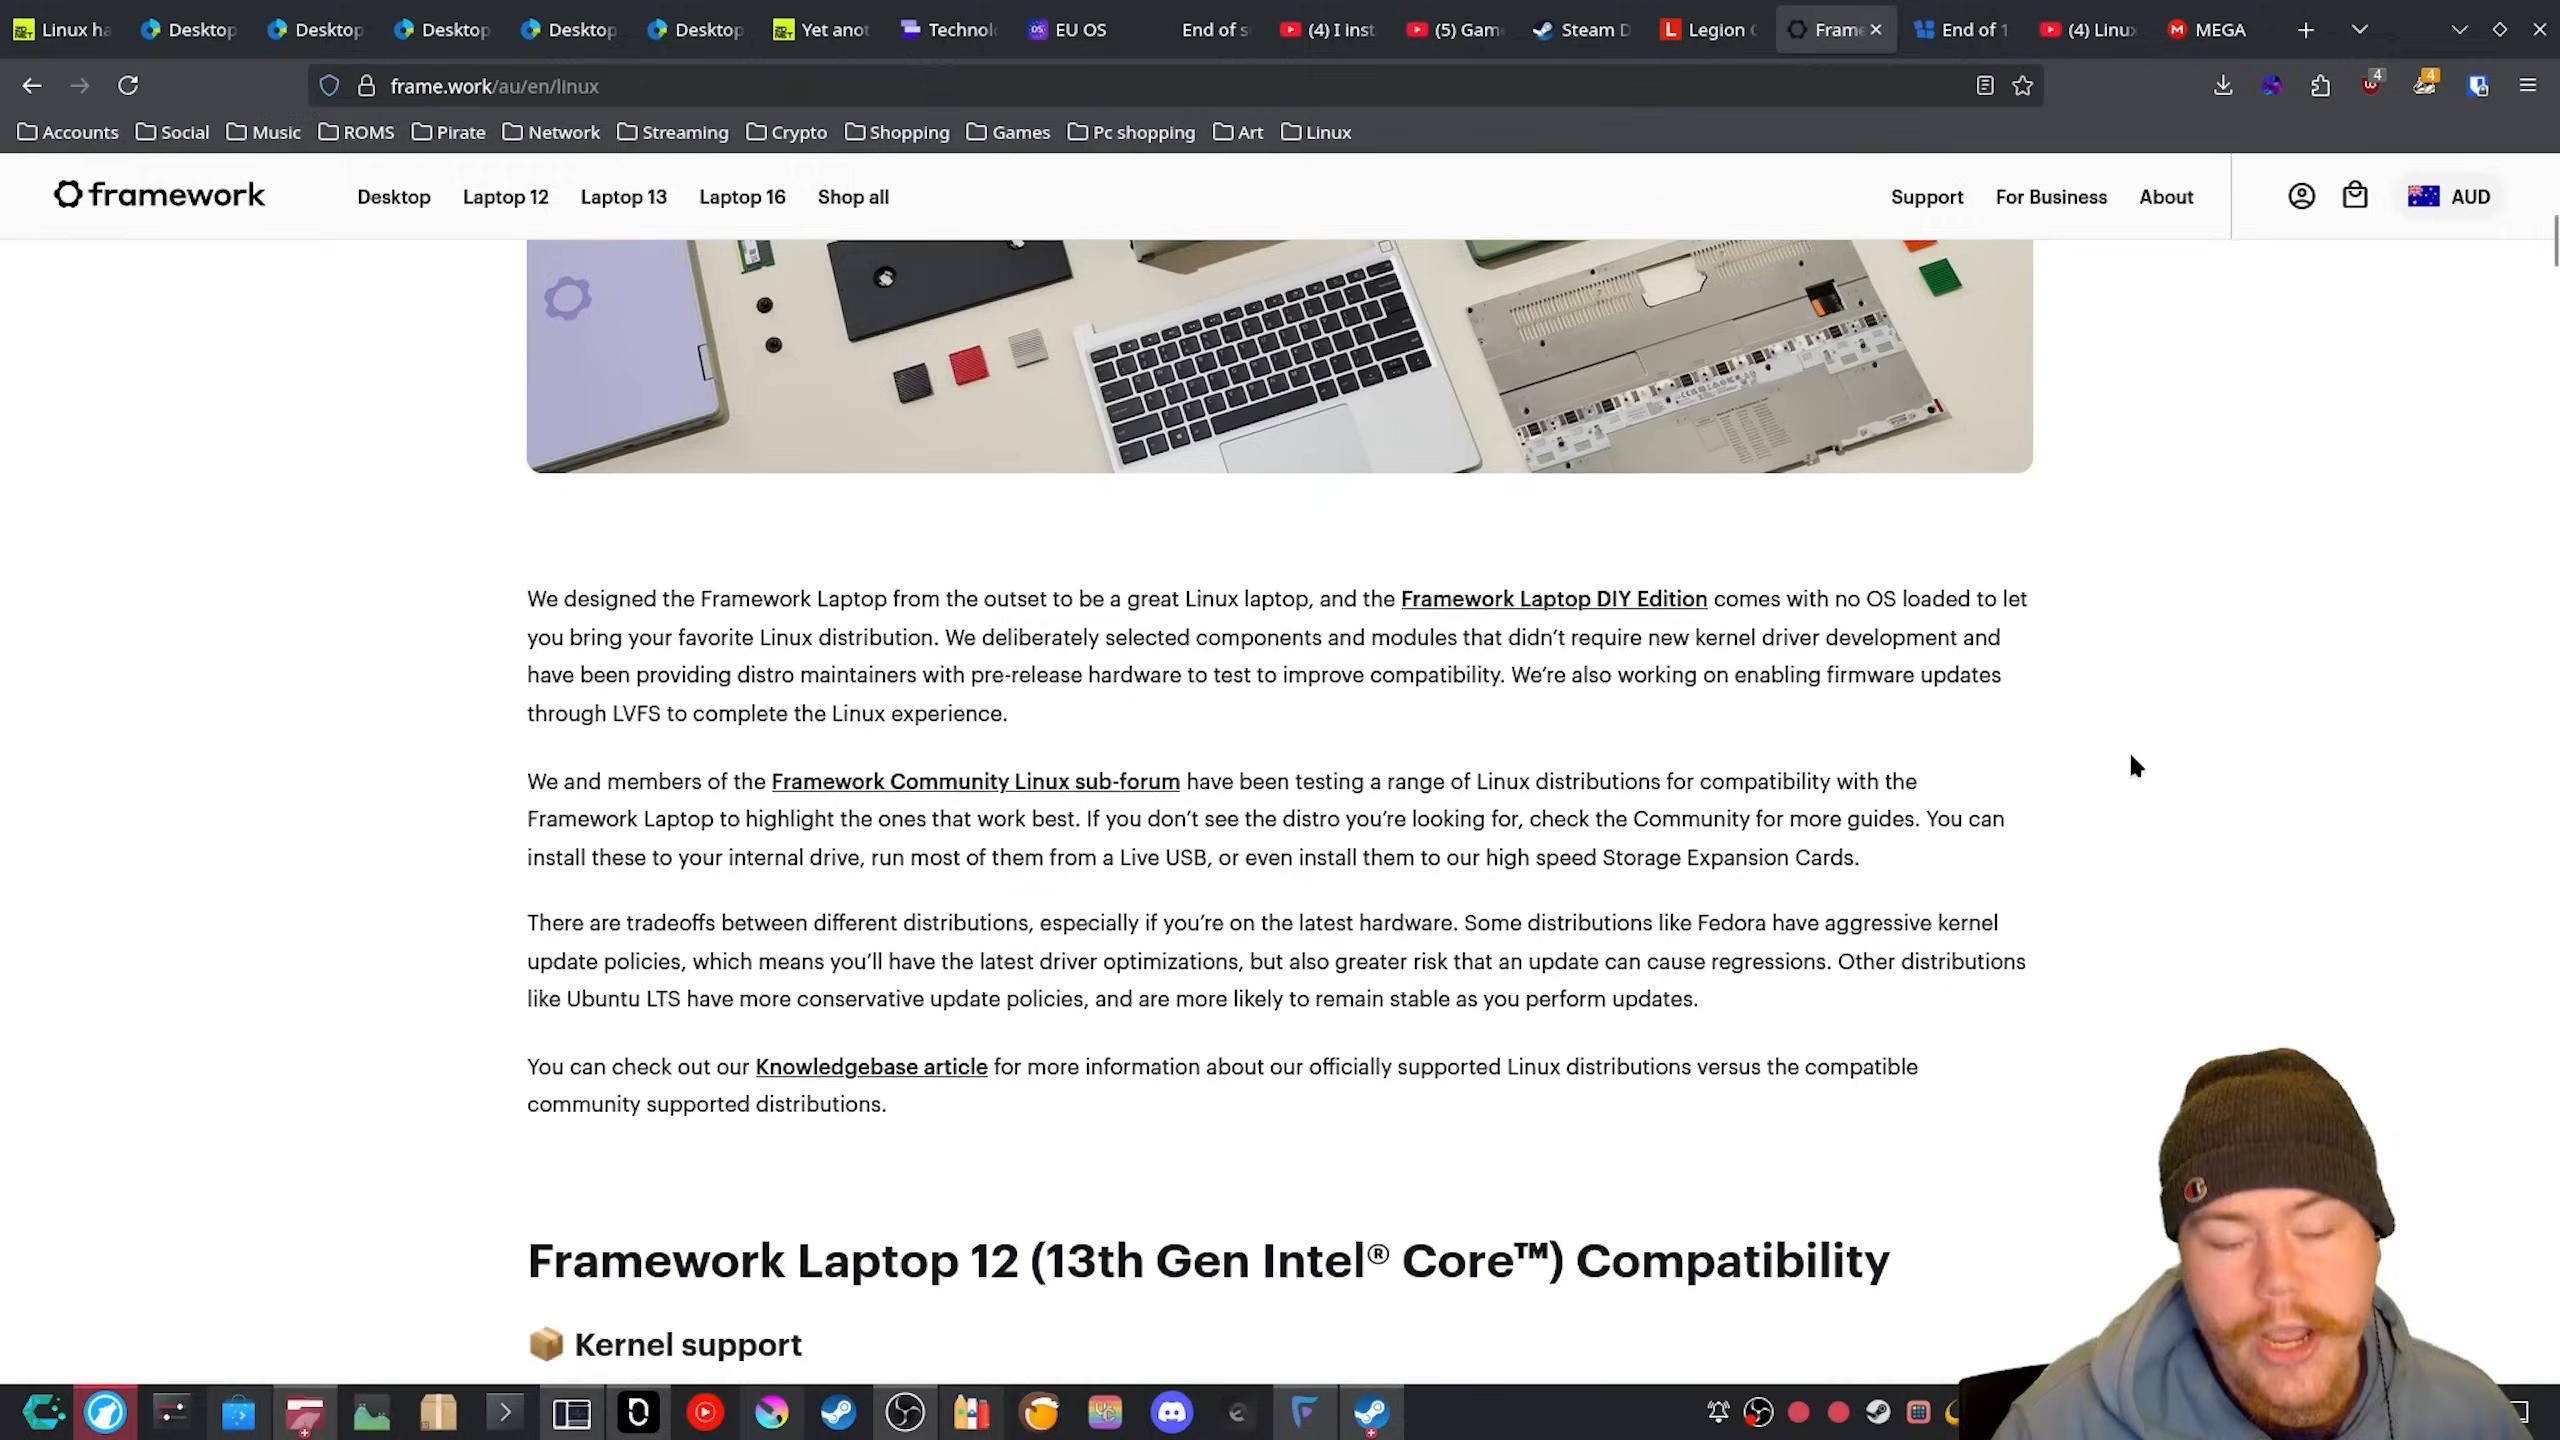 Linux ha
Desktop
Desktop
Desktop
Desktop
Desktop
Yet anot
Technol
EU OS
End of s
(4) I inst
(5) Gam
Steam D
Legion
Frame
End of 1
(4) Linux
MEGA
frame.work/au/en/linux
4
4
Accounts
Social
Music
ROMS
Pirate
Network
Streaming
Crypto
Shopping
Games
Pc shopping
Art
Linux
framework
Desktop
Laptop 12
Laptop 13
Laptop 16
Shop all
Support
For Business
About
AUD
We designed the Framework Laptop from the outset to be a great Linux laptop, and the Framework Laptop DIY Edition comes with no OS loaded to let
you bring your favorite Linux distribution. We deliberately selected components and modules that didn’t require new kernel driver development and
have been providing distro maintainers with pre-release hardware to test to improve compatibility. We’re also working on enabling firmware updates
through LVFS to complete the Linux experience.
We and members of the Framework Community Linux sub-forum have been testing a range of Linux distributions for compatibility with the
Framework Laptop to highlight the ones that work best. If you don’t see the distro you’re looking for, check the Community for more guides. You can
install these to your internal drive, run most of them from a Live USB, or even install them to our high speed Storage Expansion Cards.
There are tradeoffs between different distributions, especially if you’re on the latest hardware. Some distributions like Fedora have aggressive kernel
update policies, which means you’ll have the latest driver optimizations, but also greater risk that an update can cause regressions. Other distributions
like Ubuntu LTS have more conservative update policies, and are more likely to remain stable as you perform updates.
You can check out our Knowledgebase article for more information about our officially supported Linux distributions versus the compatible
community supported distributions.
Framework Laptop 12 (13th Gen Intel® Core™) Compatibility
📦 Kernel support